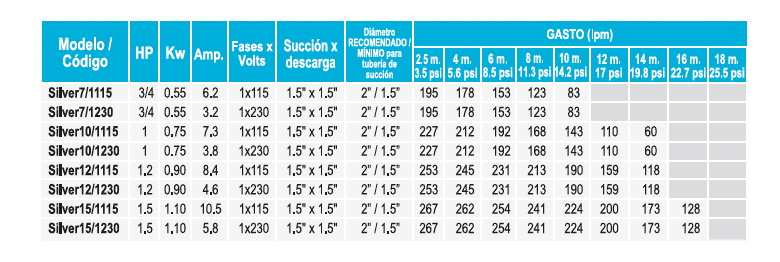 Modelo / Código HP Kw Amp. Fases x Volts Succión x descarga Diámetro RECOMENDADO / MÍNIMO para tubería de succión GASTO (lpm)
2.5 m. 4 m. 6 m. 8 m. 10 m. 12 m. 14 m. 16 m. 18 m.
3.5 psi 5.6 psi 8.5 psi 11.3 psi 14.2 psi 17 psi 19.8 psi 22.7 psi 25.5 psi
Silver7/1115 3/4 0.55 6.2 1x115 1.5" x 1.5" 2" / 1.5" 195 178 153 123 83
Silver7/1230 3/4 0.55 3.2 1x230 1.5" x 1.5" 2" / 1.5" 195 178 153 123 83
Silver10/1115 1 0.75 7.3 1x115 1.5" x 1.5" 2" / 1.5" 227 212 192 168 143 110 60
Silver10/1230 1 0.75 3.8 1x230 1.5" x 1.5" 2" / 1.5" 227 212 192 168 143 110 60
Silver12/1115 1.2 0.90 8.4 1x115 1.5" x 1.5" 2" / 1.5" 253 245 231 213 190 159 118
Silver12/1230 1.2 0.90 4.6 1x230 1.5" x 1.5" 2" / 1.5" 253 245 231 213 190 159 118
Silver15/1115 1.5 1.10 10.5 1x115 1.5" x 1.5" 2" / 1.5" 267 262 254 241 224 200 173 128
Silver15/1230 1.5 1.10 5.8 1x230 1.5" x 1.5" 2" / 1.5" 267 262 254 241 224 200 173 128